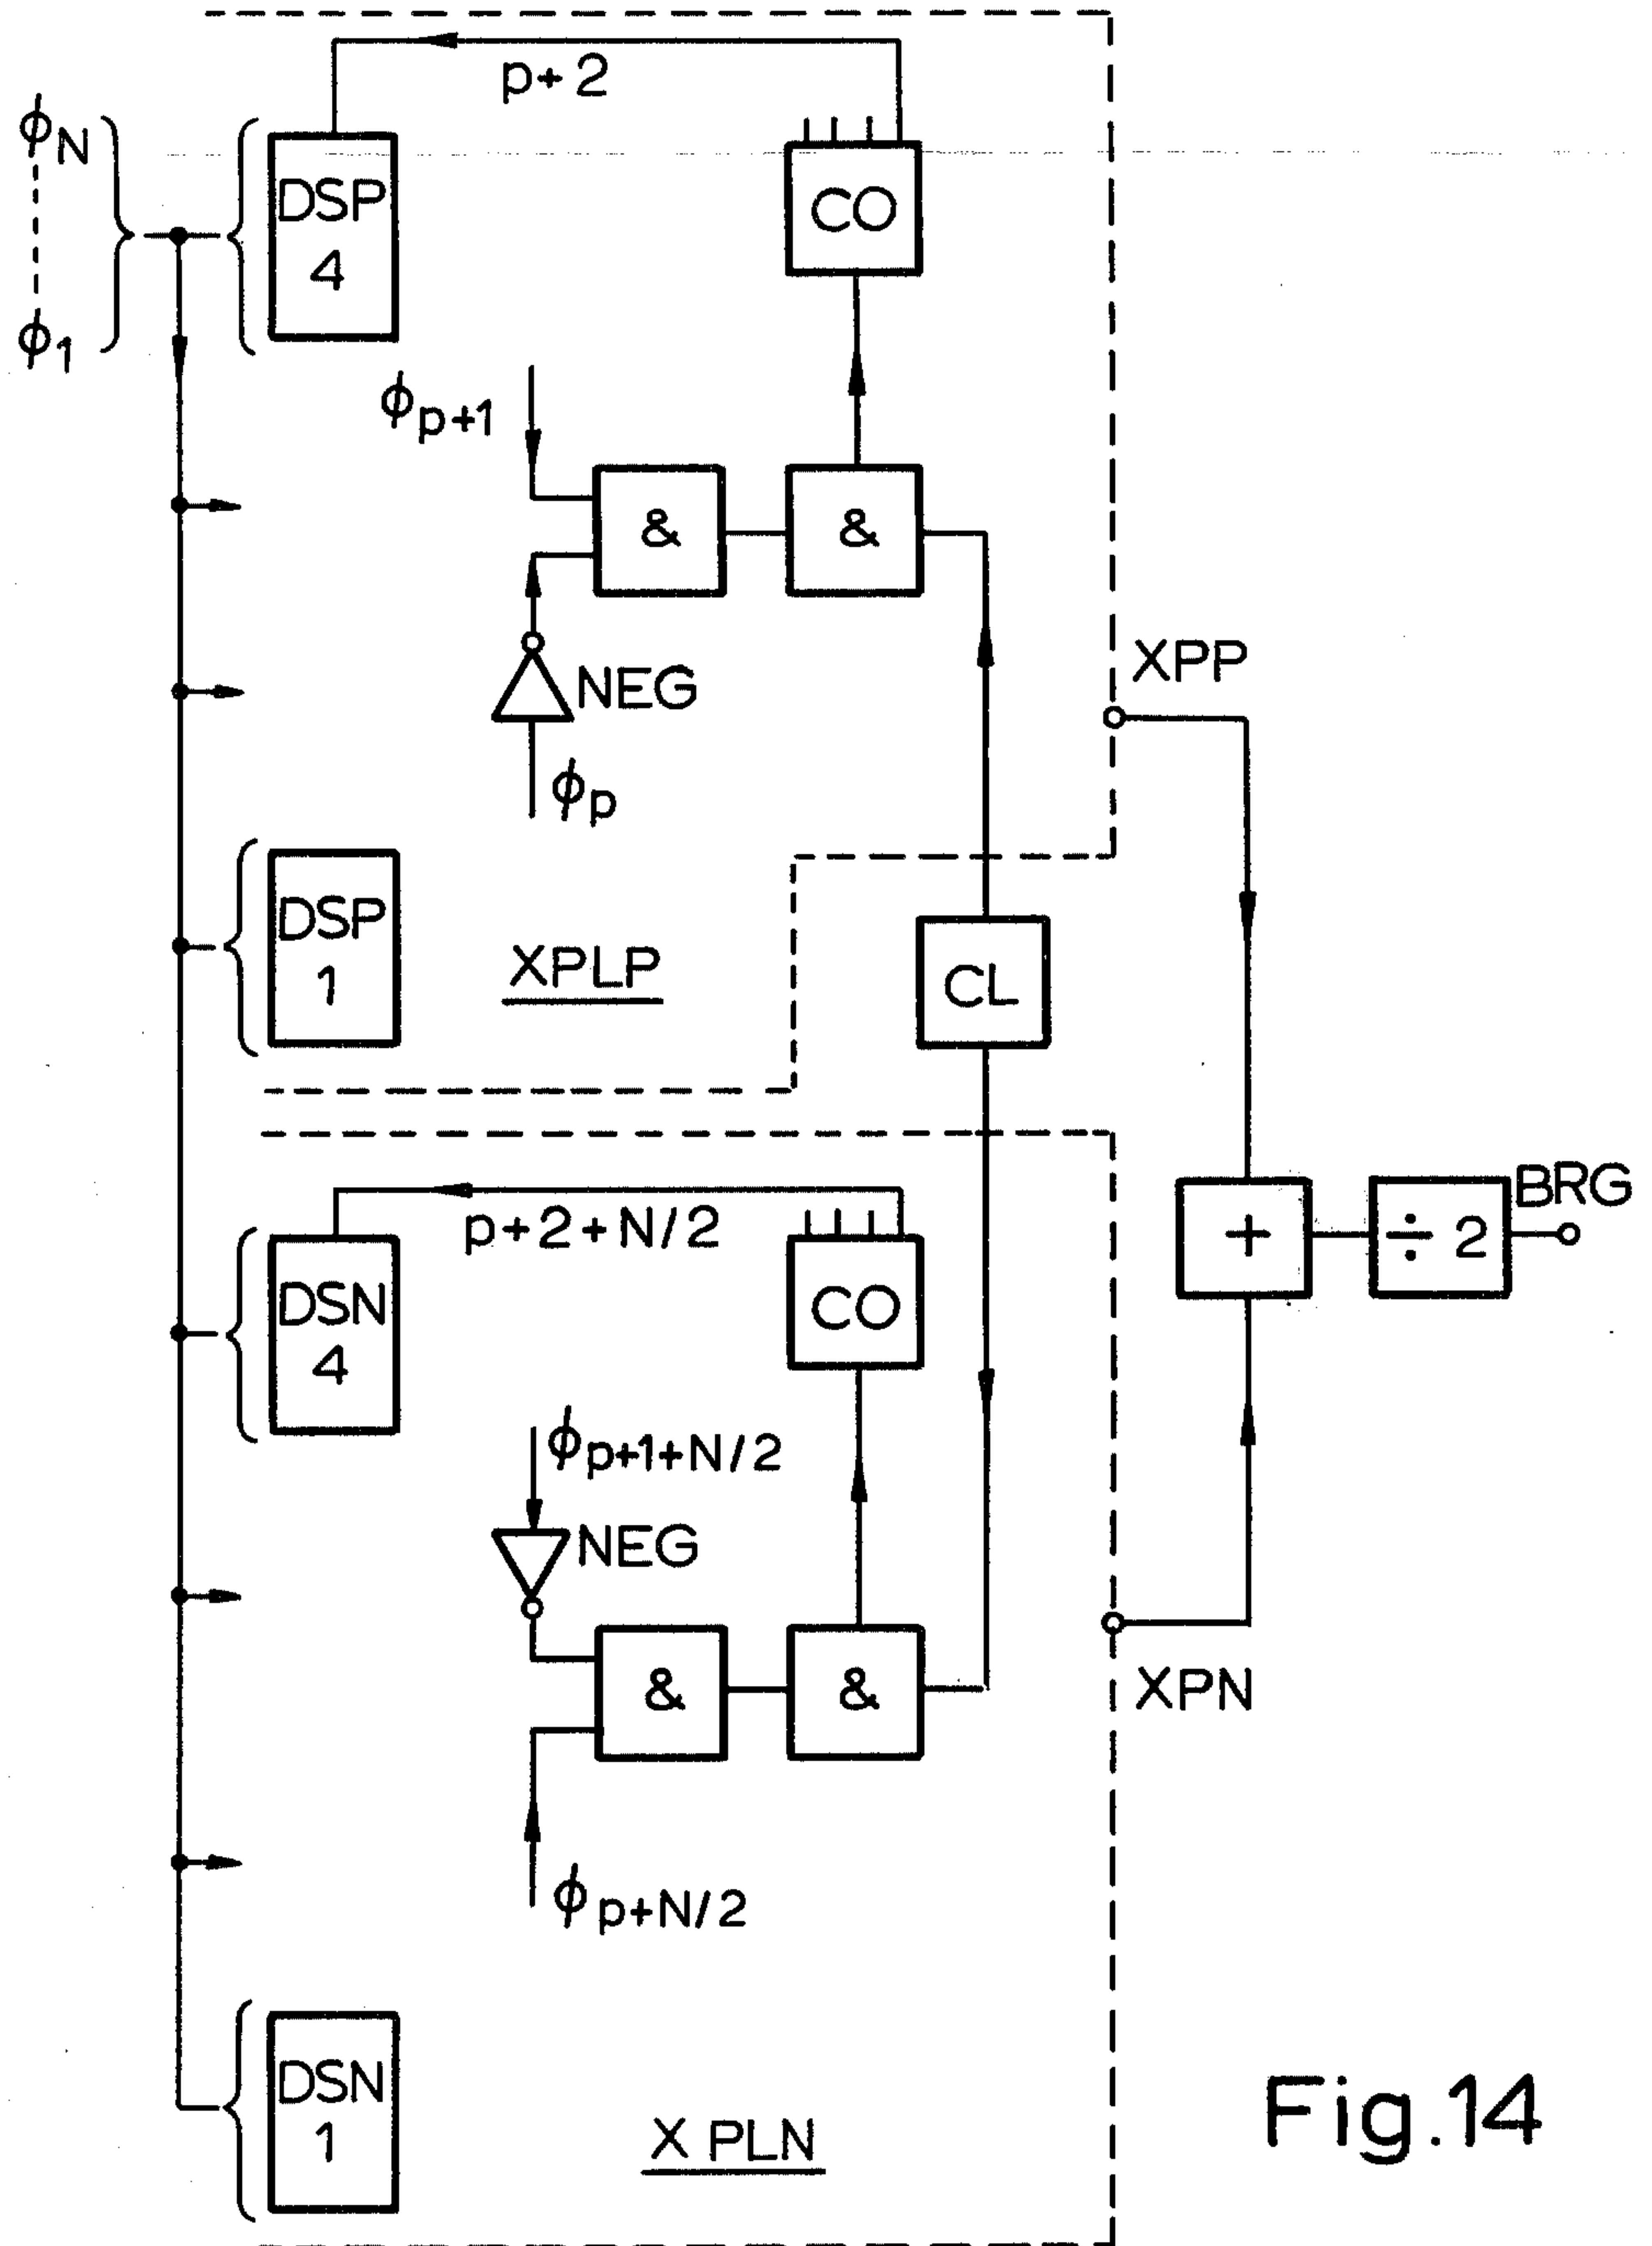 p+2
ϕN
DSP
4
CO
ϕ1
ϕp+1
&
&
NEG
XPP
ϕp
DSP
1
XPLP
CL
p+2+N/2
BRG
DSN
4
CO
+
÷ 2
ϕp+1+N/2
NEG
&
&
XPN
ϕp+N/2
DSN
1
X PLN
Fig.14